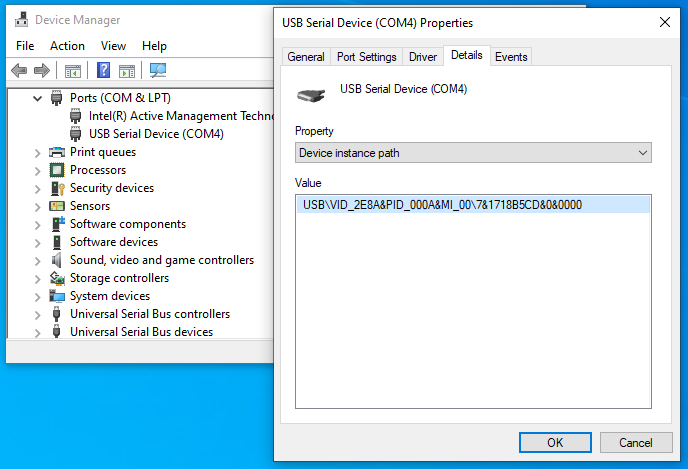 Device Manager
File Action View Help
Ports (COM & LPT)
Intel(R) Active Management Techno
USB Serial Device (COM4)
Print queues
Processors
Security devices
Sensors
Software components
Software devices
Sound, video and game controllers
Storage controllers
System devices
Universal Serial Bus controllers
Universal Serial Bus devices
USB Serial Device (COM4) Properties
General Port Settings Driver Details Events
USB Serial Device (COM4)
Property
Device instance path
Value
USB\VID_2E8A&PID_000A&MI_00\7&1718B5CD&0&0000
OK Cancel